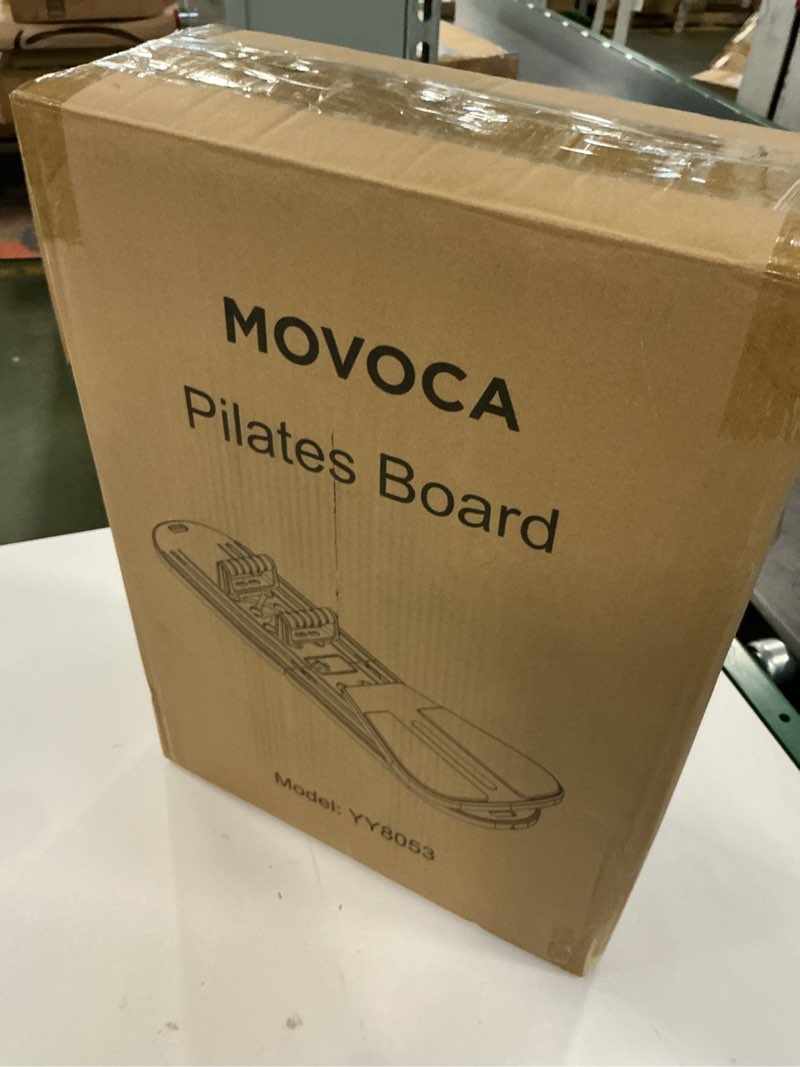 MOVOCA
Pilates Board
Model: YY8053